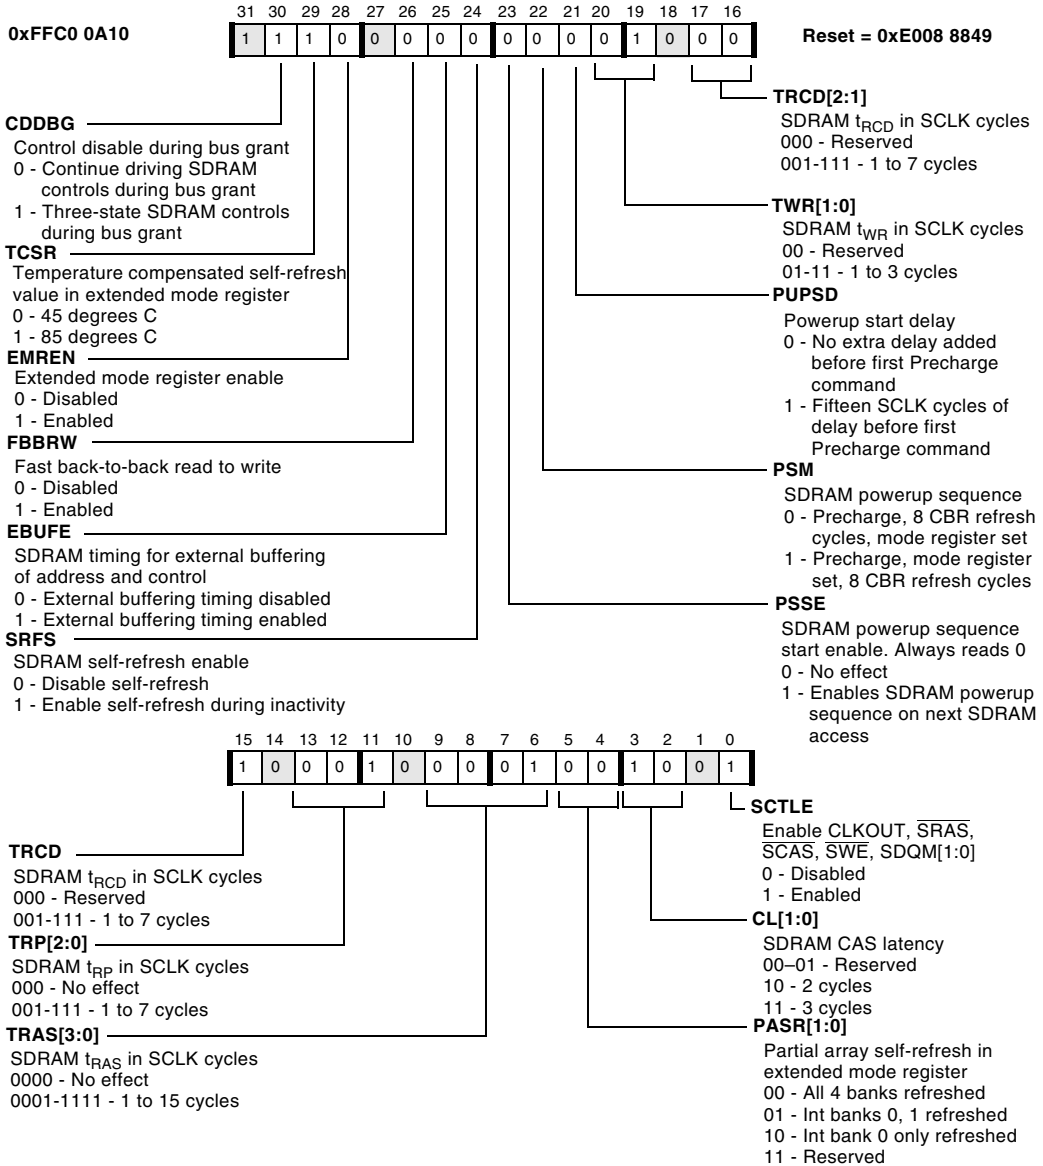 0xFFC0 0A10
31 30 29 28 27 26 25 24 23 22 21 20 19 18 17 16
1 1 1 0 0 0 0 0 0 0 0 0 1 0 0 0
Reset = 0xE008 8849
CDDBG
Control disable during bus grant
0 - Continue driving SDRAM
controls during bus grant
1 - Three-state SDRAM controls
during bus grant
TCSR
Temperature compensated self-refresh
value in extended mode register
0 - 45 degrees C
1 - 85 degrees C
EMREN
Extended mode register enable
0 - Disabled
1 - Enabled
FBBRW
Fast back-to-back read to write
0 - Disabled
1 - Enabled
EBUFE
SDRAM timing for external buffering
of address and control
0 - External buffering timing disabled
1 - External buffering timing enabled
SRFS
SDRAM self-refresh enable
0 - Disable self-refresh
1 - Enable self-refresh during inactivity
TRCD[2:1]
SDRAM tRCD in SCLK cycles
000 - Reserved
001-111 - 1 to 7 cycles
TWR[1:0]
SDRAM tWR in SCLK cycles
00 - Reserved
01-11 - 1 to 3 cycles
PUPSD
Powerup start delay
0 - No extra delay added
before first Precharge
command
1 - Fifteen SCLK cycles of
delay before first
Precharge command
PSM
SDRAM powerup sequence
0 - Precharge, 8 CBR refresh
cycles, mode register set
1 - Precharge, mode register
set, 8 CBR refresh cycles
PSSE
SDRAM powerup sequence
start enable. Always reads 0
0 - No effect
1 - Enables SDRAM powerup
sequence on next SDRAM
access
15 14 13 12 11 10 9 8 7 6 5 4 3 2 1 0
1 0 0 0 1 0 0 0 0 1 0 0 1 0 0 1
TRCD
SDRAM tRCD in SCLK cycles
000 - Reserved
001-111 - 1 to 7 cycles
TRP[2:0]
SDRAM tRP in SCLK cycles
000 - No effect
001-111 - 1 to 7 cycles
TRAS[3:0]
SDRAM tRAS in SCLK cycles
0000 - No effect
0001-1111 - 1 to 15 cycles
SCTLE
Enable CLKOUT, SRAS,
SCAS, SWE, SDQM[1:0]
0 - Disabled
1 - Enabled
CL[1:0]
SDRAM CAS latency
00–01 - Reserved
10 - 2 cycles
11 - 3 cycles
PASR[1:0]
Partial array self-refresh in
extended mode register
00 - All 4 banks refreshed
01 - Int banks 0, 1 refreshed
10 - Int bank 0 only refreshed
11 - Reserved